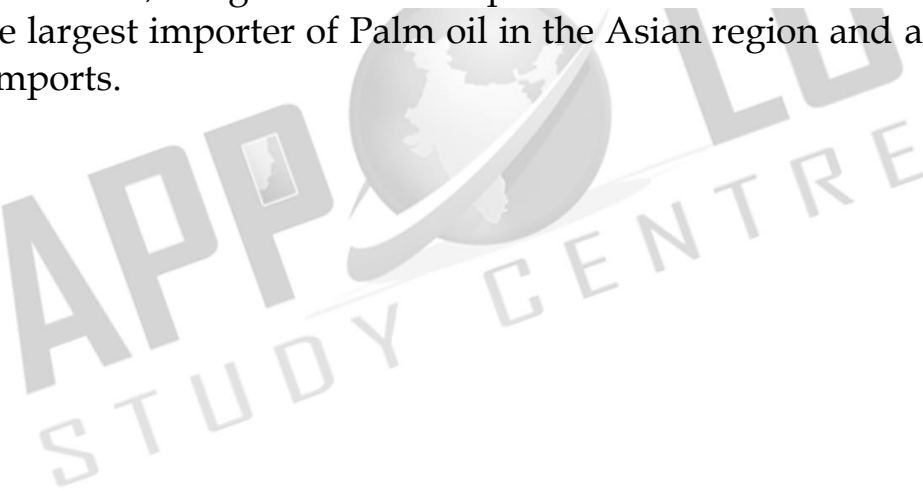 e largest importer of Palm oil in the Asian region and a
mports.
APPOLO
STUDY CENTRE